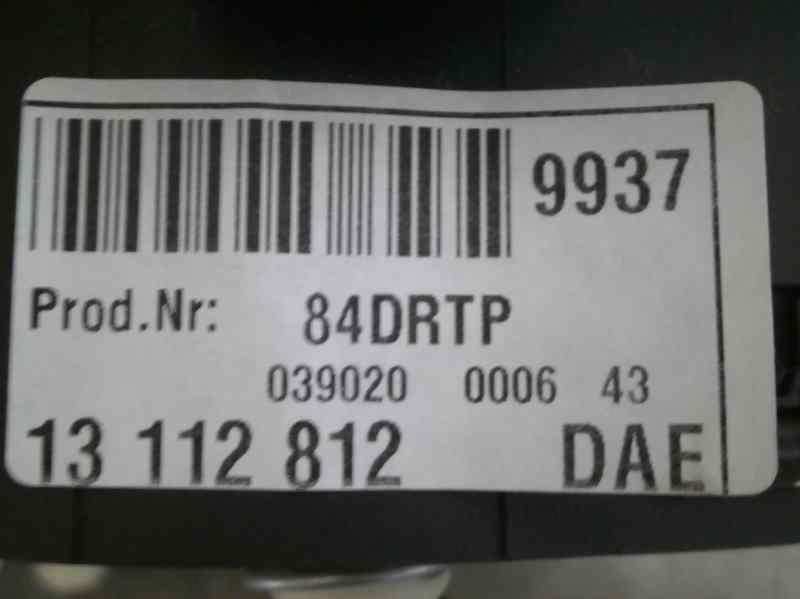 9937
Prod.Nr: 84DRTP
039020 0006 43
13 112 812 DAE